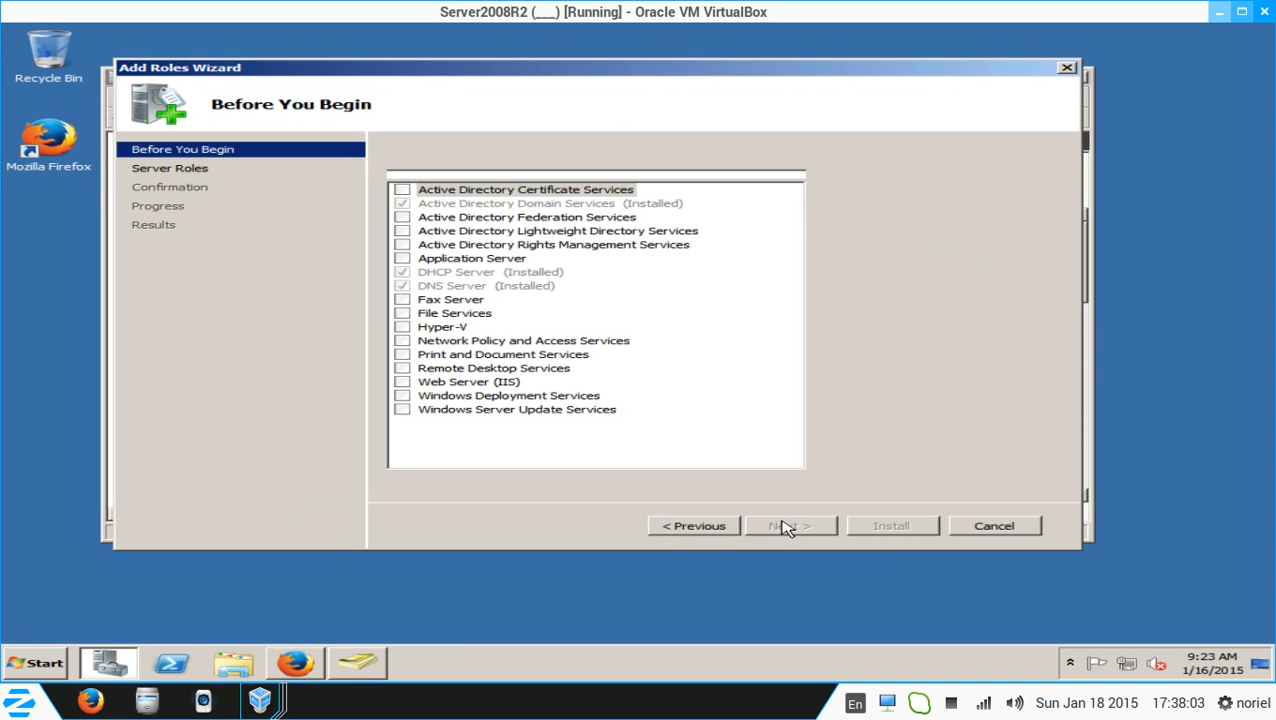 Server2008R2 (___) [Running] - Oracle VM VirtualBox
Recycle Bin
Mozilla Firefox
Add Roles Wizard
Before You Begin
Before You Begin
Server Roles
Confirmation
Progress
Results
Active Directory Certificate Services
Active Directory Domain Services (Installed)
Active Directory Federation Services
Active Directory Lightweight Directory Services
Active Directory Rights Management Services
Application Server
DHCP Server (Installed)
DNS Server (Installed)
Fax Server
File Services
Hyper-V
Network Policy and Access Services
Print and Document Services
Remote Desktop Services
Web Server (IIS)
Windows Deployment Services
Windows Server Update Services
< Previous
Next >
Install
Cancel
Start
9:23 AM
1/16/2015
En
Sun Jan 18 2015
17:38:03
noriel